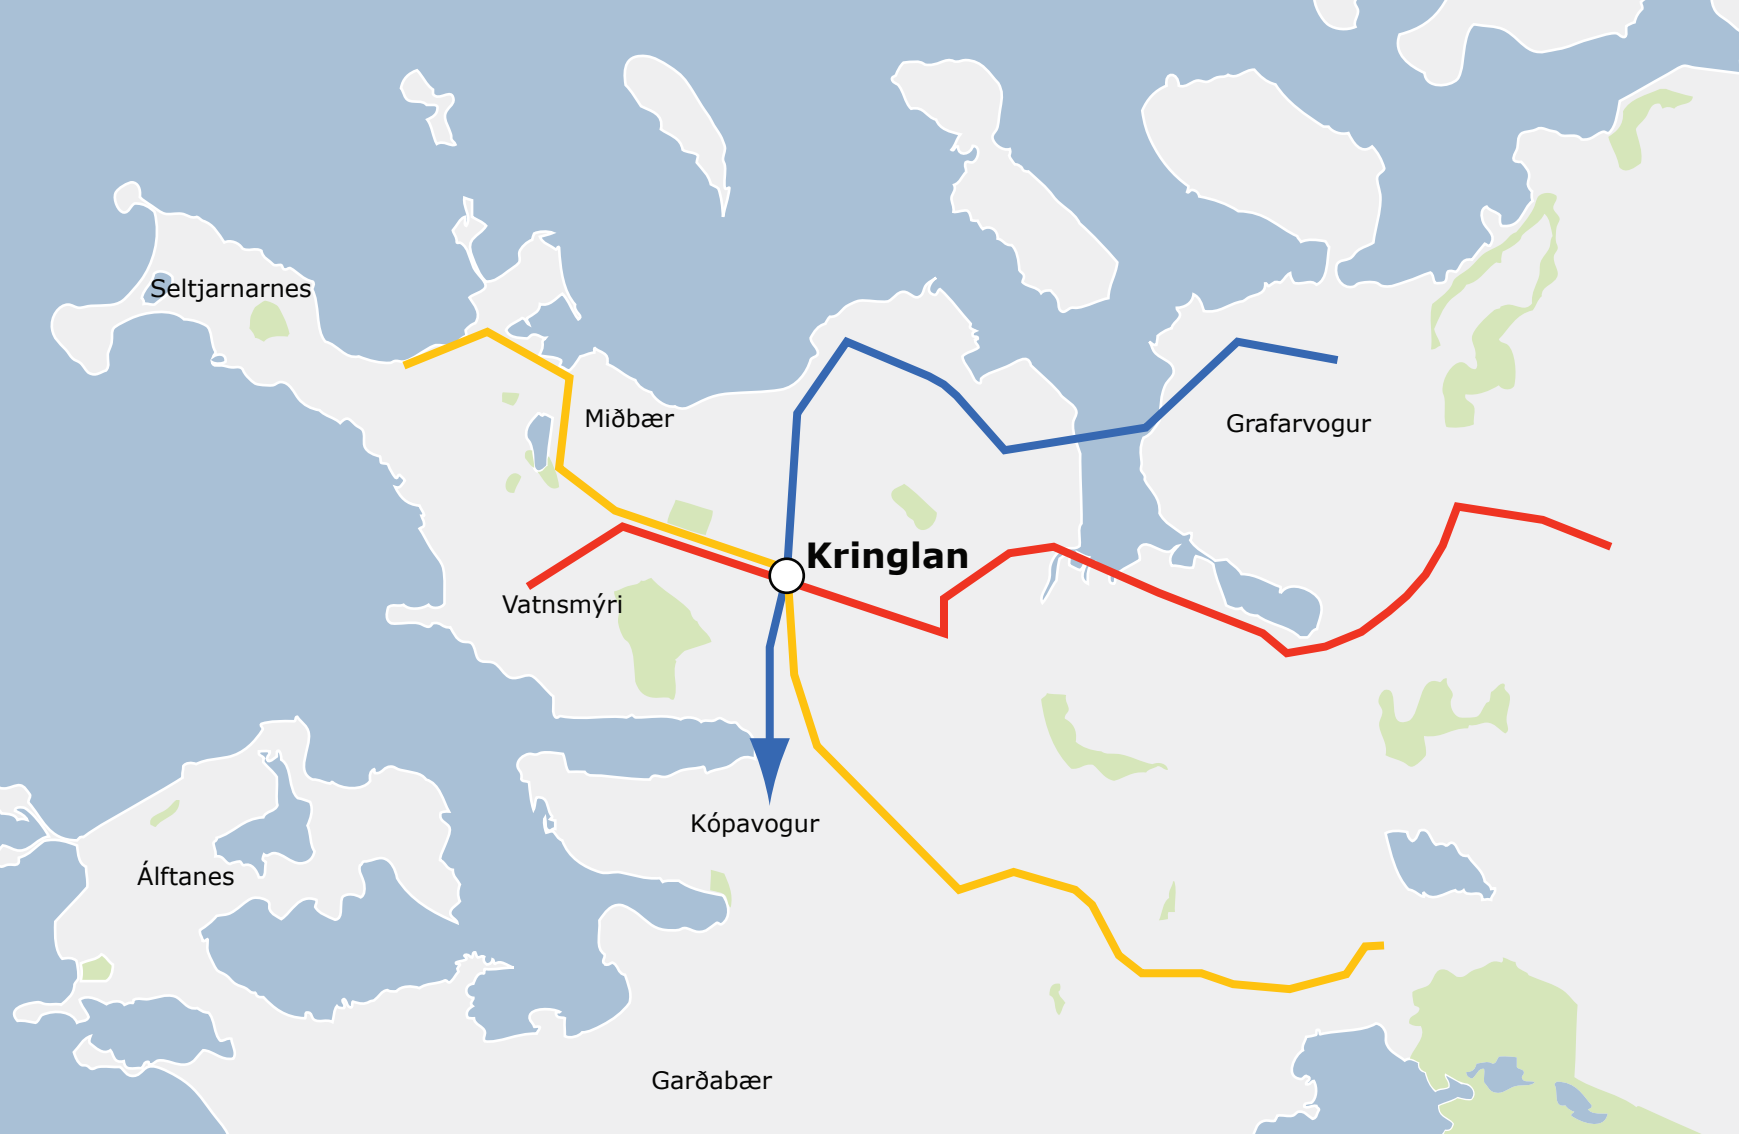 Seltjarnarnes
Miðbær
Grafarvogur
Kringlan
Vatnsmýri
Kópavogur
Álftanes
Garðabær